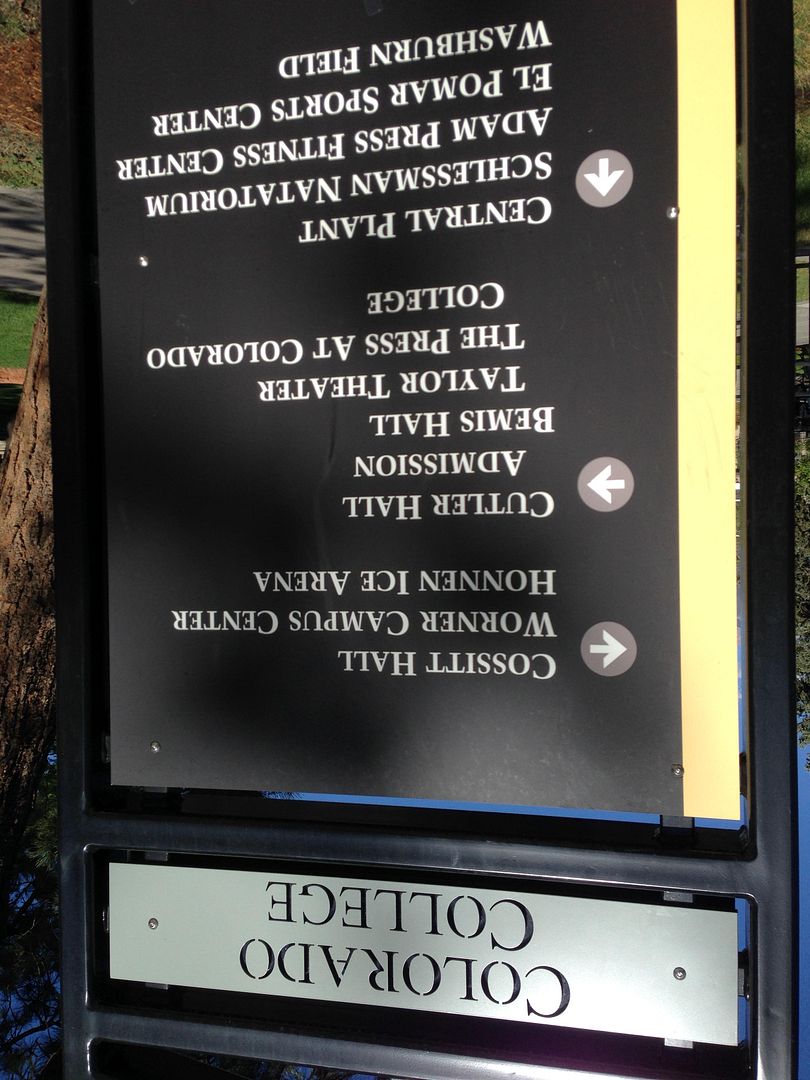 COLORADO
COLLEGE
COSSITT HALL
WORNER CAMPUS CENTER
HONNEN ICE ARENA
CUTLER HALL
ADMISSION
BEMIS HALL
TAYLOR THEATER
THE PRESS AT COLORADO
COLLEGE
CENTRAL PLANT
SCHLESSMAN NATATORIUM
ADAM PRESS FITNESS CENTER
EL POMAR SPORTS CENTER
WASHBURN FIELD